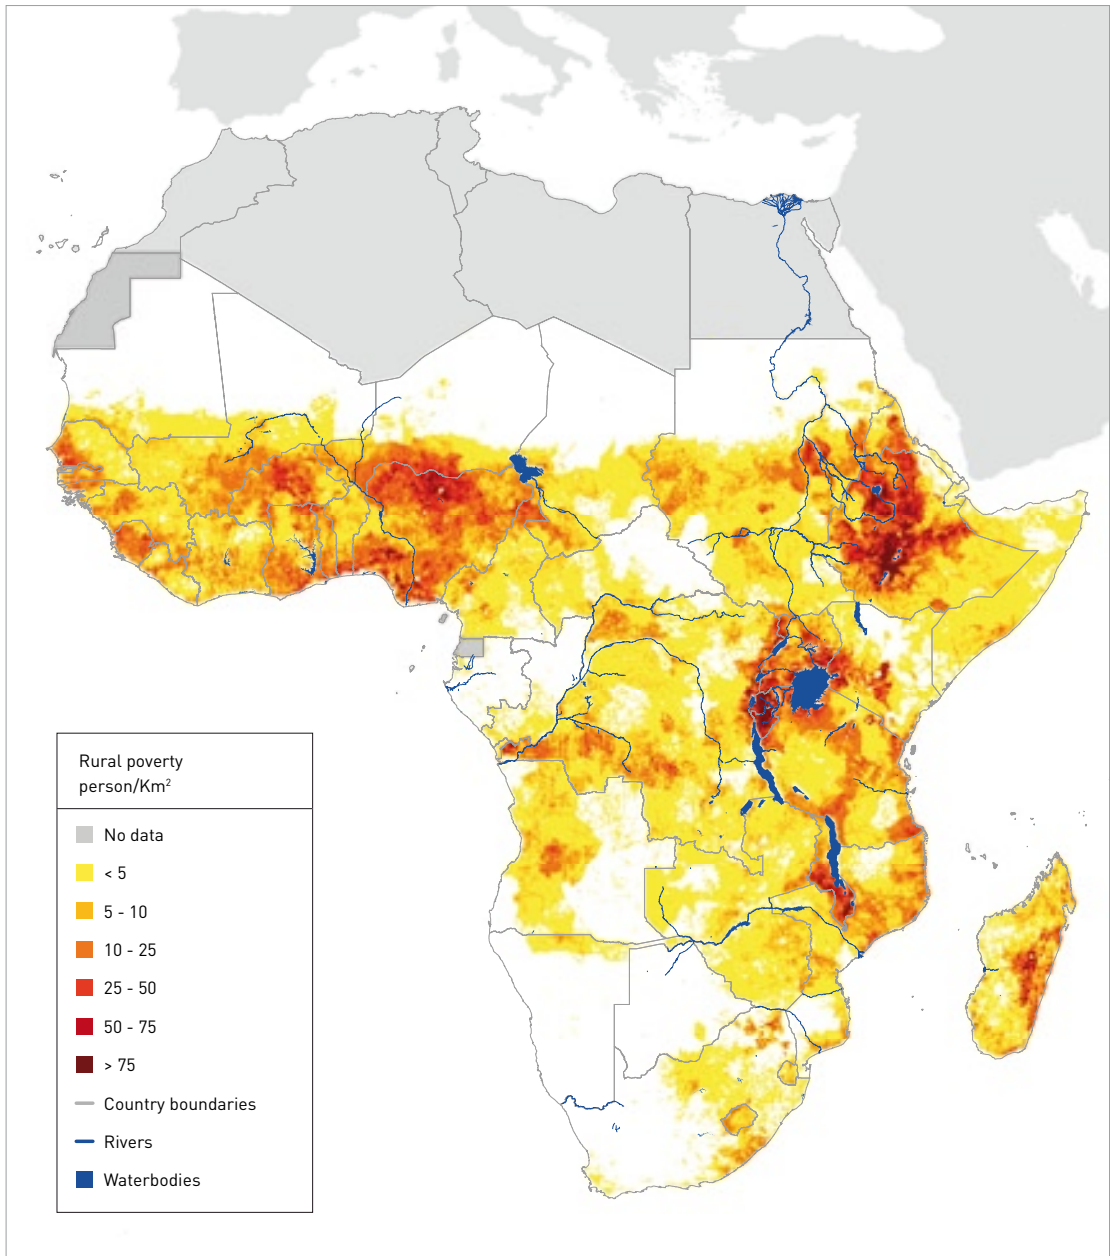 Rural poverty
person/Km²
No data
< 5
5 - 10
10 - 25
25 - 50
50 - 75
> 75
Country boundaries
Rivers
Waterbodies